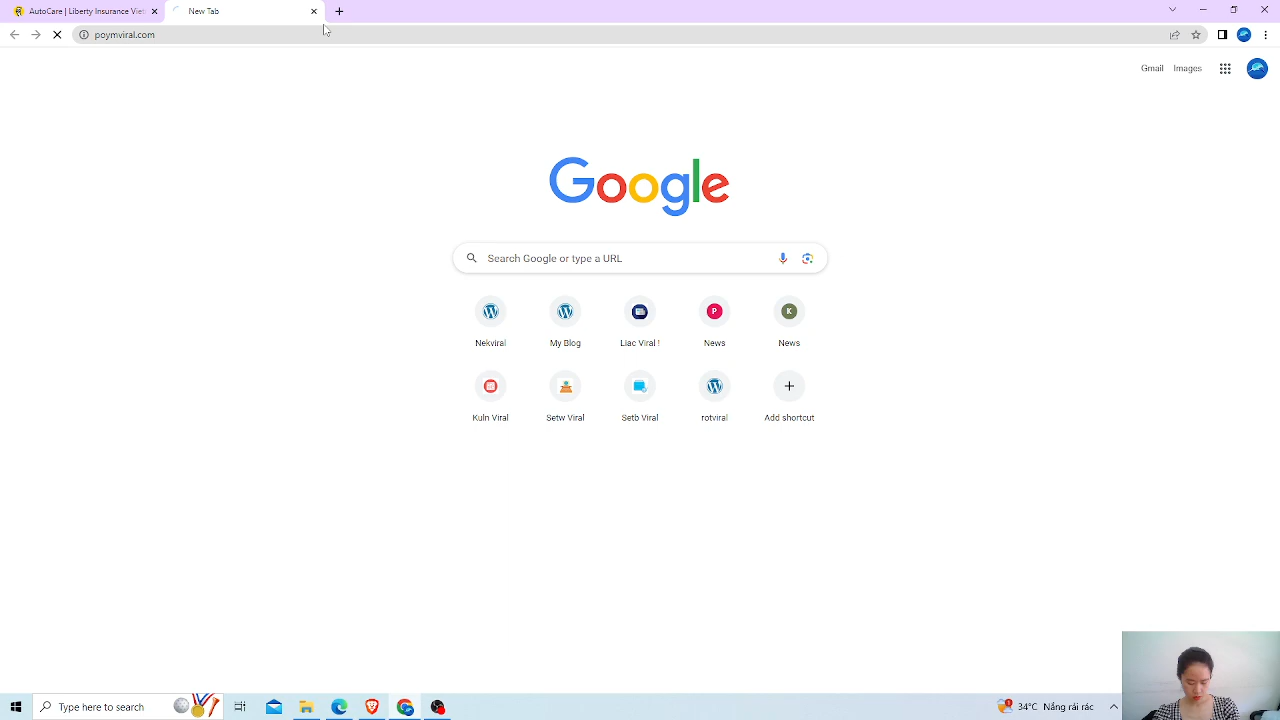 AutoCare | Liberty Insurance Viet
New Tab
poymviral.com
Gmail
Images
Google
Search Google or type a URL
Nekviral
My Blog
Liac Viral !
P
News
K
News
Kuln Viral
Setw Viral
Setb Viral
rotviral
Add shortcut
Type here to search
34°C Nắng rải rác